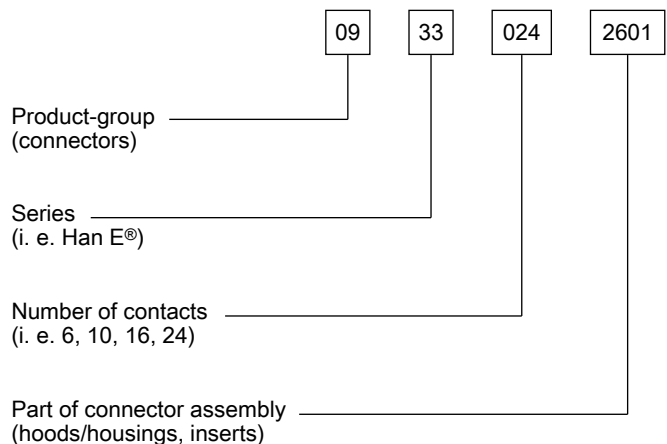 09 33 024 2601
Product-group
(connectors)
Series
(i. e. Han E®)
Number of contacts
(i. e. 6, 10, 16, 24)
Part of connector assembly
(hoods/housings, inserts)